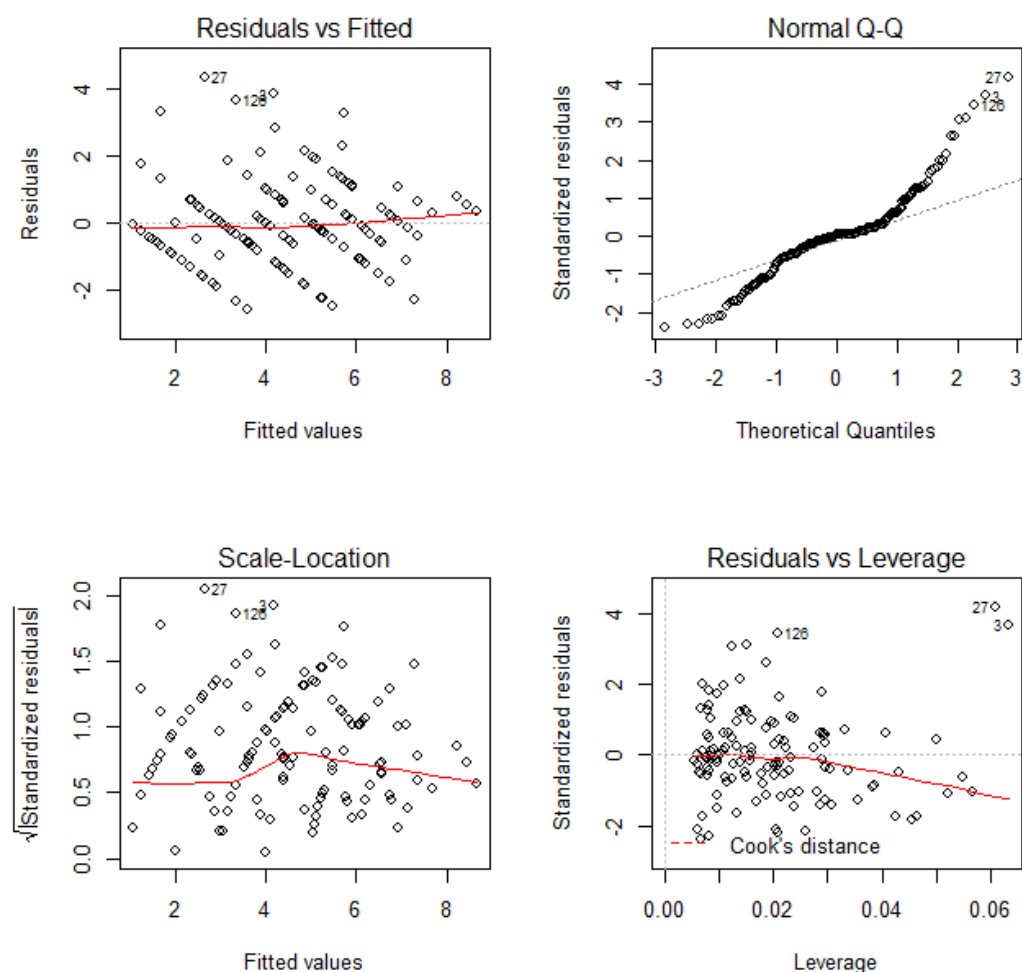 Residuals vs Fitted
Residuals
4
2
0
-2
27
3
126
2 4 6 8
Fitted values
Normal Q-Q
Standardized residuals
4
3
2
1
0
-1
-2
27
3
126
-3 -2 -1 0 1 2 3
Theoretical Quantiles
Scale-Location
√|Standardized residuals|
2.0
1.5
1.0
0.5
0.0
27
3
126
2 4 6 8
Fitted values
Residuals vs Leverage
Standardized residuals
4
2
0
-2
27
3
126
Cook's distance
0.00 0.02 0.04 0.06
Leverage